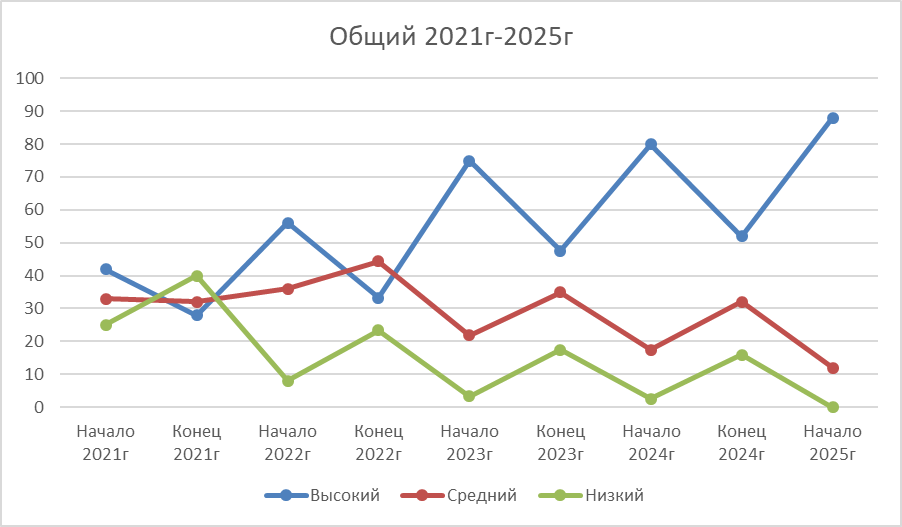 Общий 2021г-2025г
100
90
80
70
60
50
40
30
20
10
0
Начало 2021г
Конец 2021г
Начало 2022г
Конец 2022г
Начало 2023г
Конец 2023г
Начало 2024г
Конец 2024г
Начало 2025г
Высокий Средний Низкий